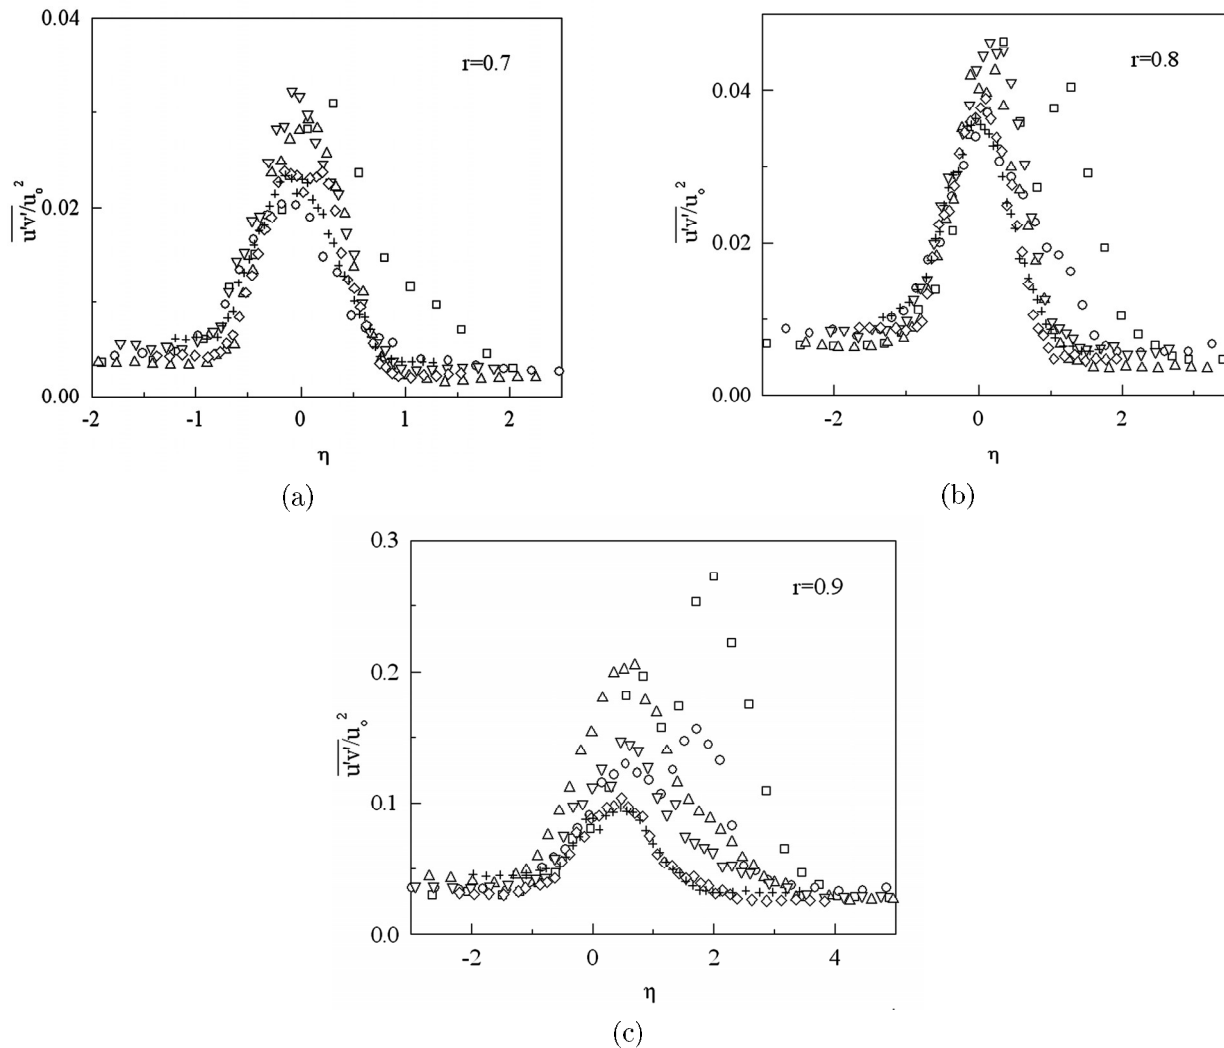 0.04
r=0.7
0.02
u'v'/u₀²
0.00
-2 -1 0 1 2
η
(a)
r=0.8
0.04
0.02
u'v'/u₀²
0.00
-2 0 2
η
(b)
0.3
r=0.9
0.2
u'v'/u₀²
0.1
0.0
-2 0 2 4
η
(c)